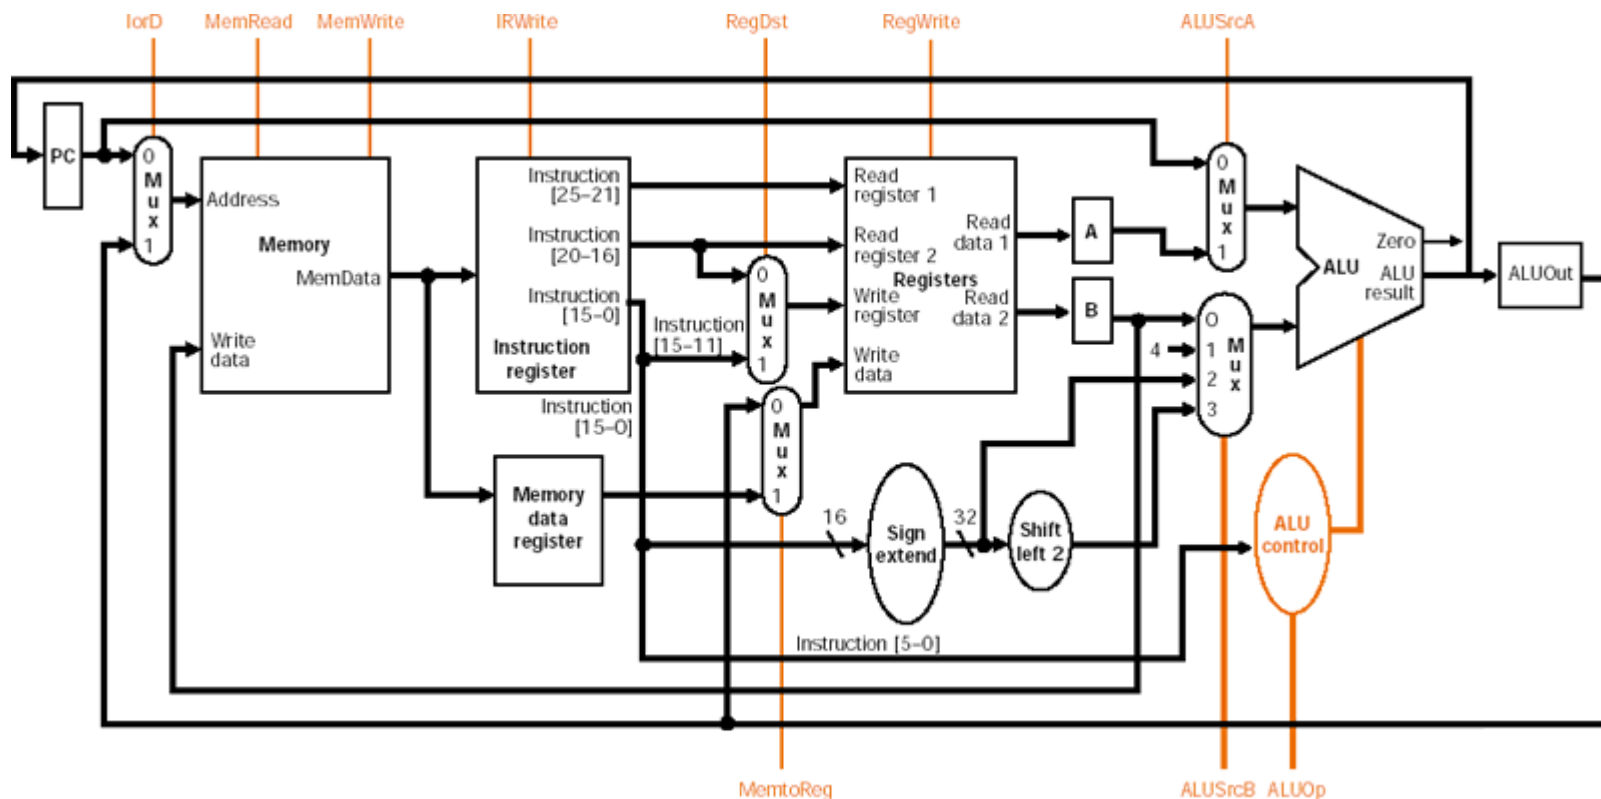 IorD
MemRead
MemWrite
IRWrite
RegDst
RegWrite
ALUSrcA
PC
0
M
u
x
1
Address
Memory
MemData
Write
data
Instruction
[25–21]
Instruction
[20–16]
Instruction
[15–0]
Instruction
register
Instruction
[15–11]
Instruction
[15–0]
0
M
u
x
1
0
M
u
x
1
Memory
data
register
Read
register 1
Read
register 2
Registers
Write
register
Write
data
Read
data 1
Read
data 2
A
B
4
0
M
u
x
1
0
1
2
3
M
u
x
Zero
ALU
ALU
result
ALUOut
16
Sign
extend
32
Shift
left 2
ALU
control
Instruction [5–0]
MemtoReg
ALUSrcB
ALUOp